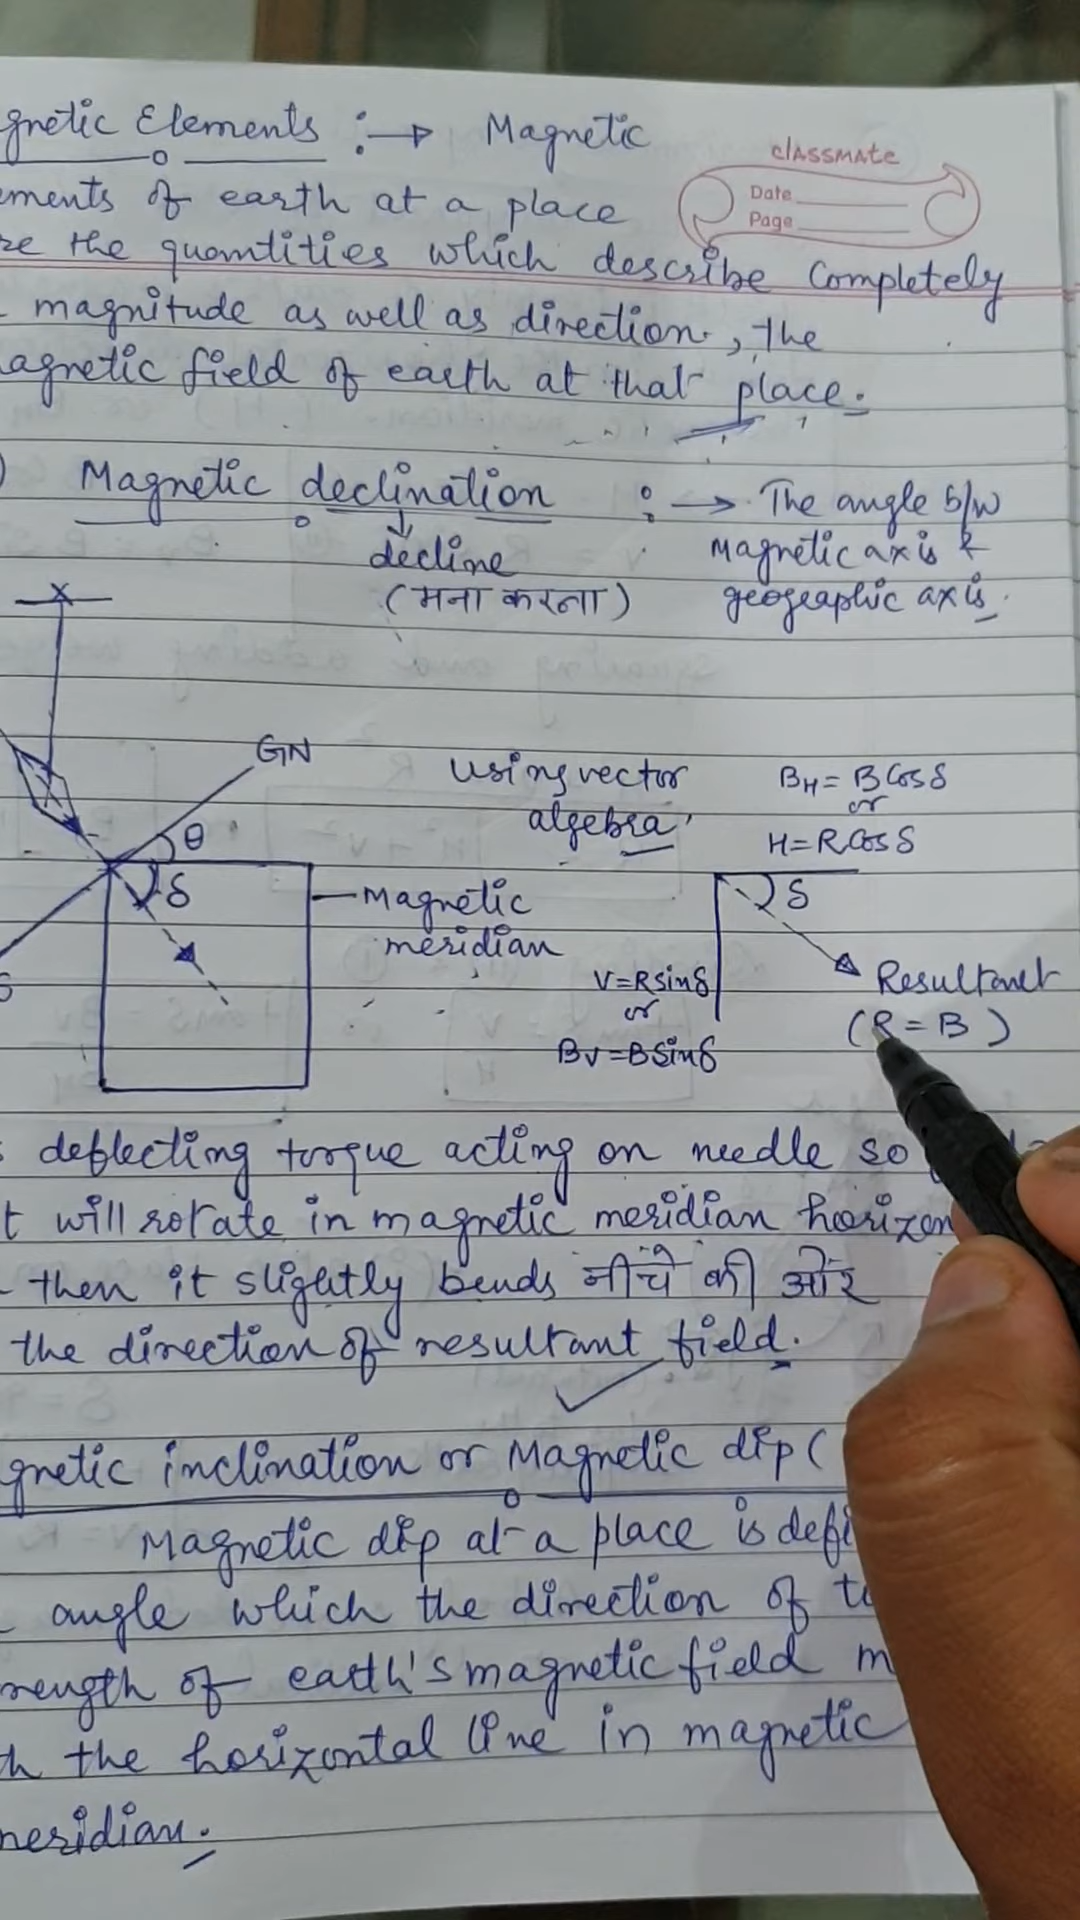 gnetic Elements :→ Magnetic
classmate
Date
Page
ements of earth at a place
re the quantities which describe Completely
magnitude as well as direction, the
agnetic field of earth at that place.
) Magnetic declination :→ The angle b/w
decline magnetic axis &
(मना करना) geographic axis.
X
GN
θ
δ
Magnetic
meridian
S
Using vector
algebra,
BH = B Cos δ
or
H = R Cos δ
δ
V = R sin δ
or
BV = B Sin δ
Resultanet
(R = B)
s deflecting torque acting on needle so
t will rotate in magnetic meridian horizon
then it slightly bends नीचे की ओर
the direction of resultant field.
gnetic inclination or Magnetic dip (
Magnetic dip at a place is defi
angle which the direction of t
rength of earth's magnetic field m
h the horizontal line in magnetic
meridian.